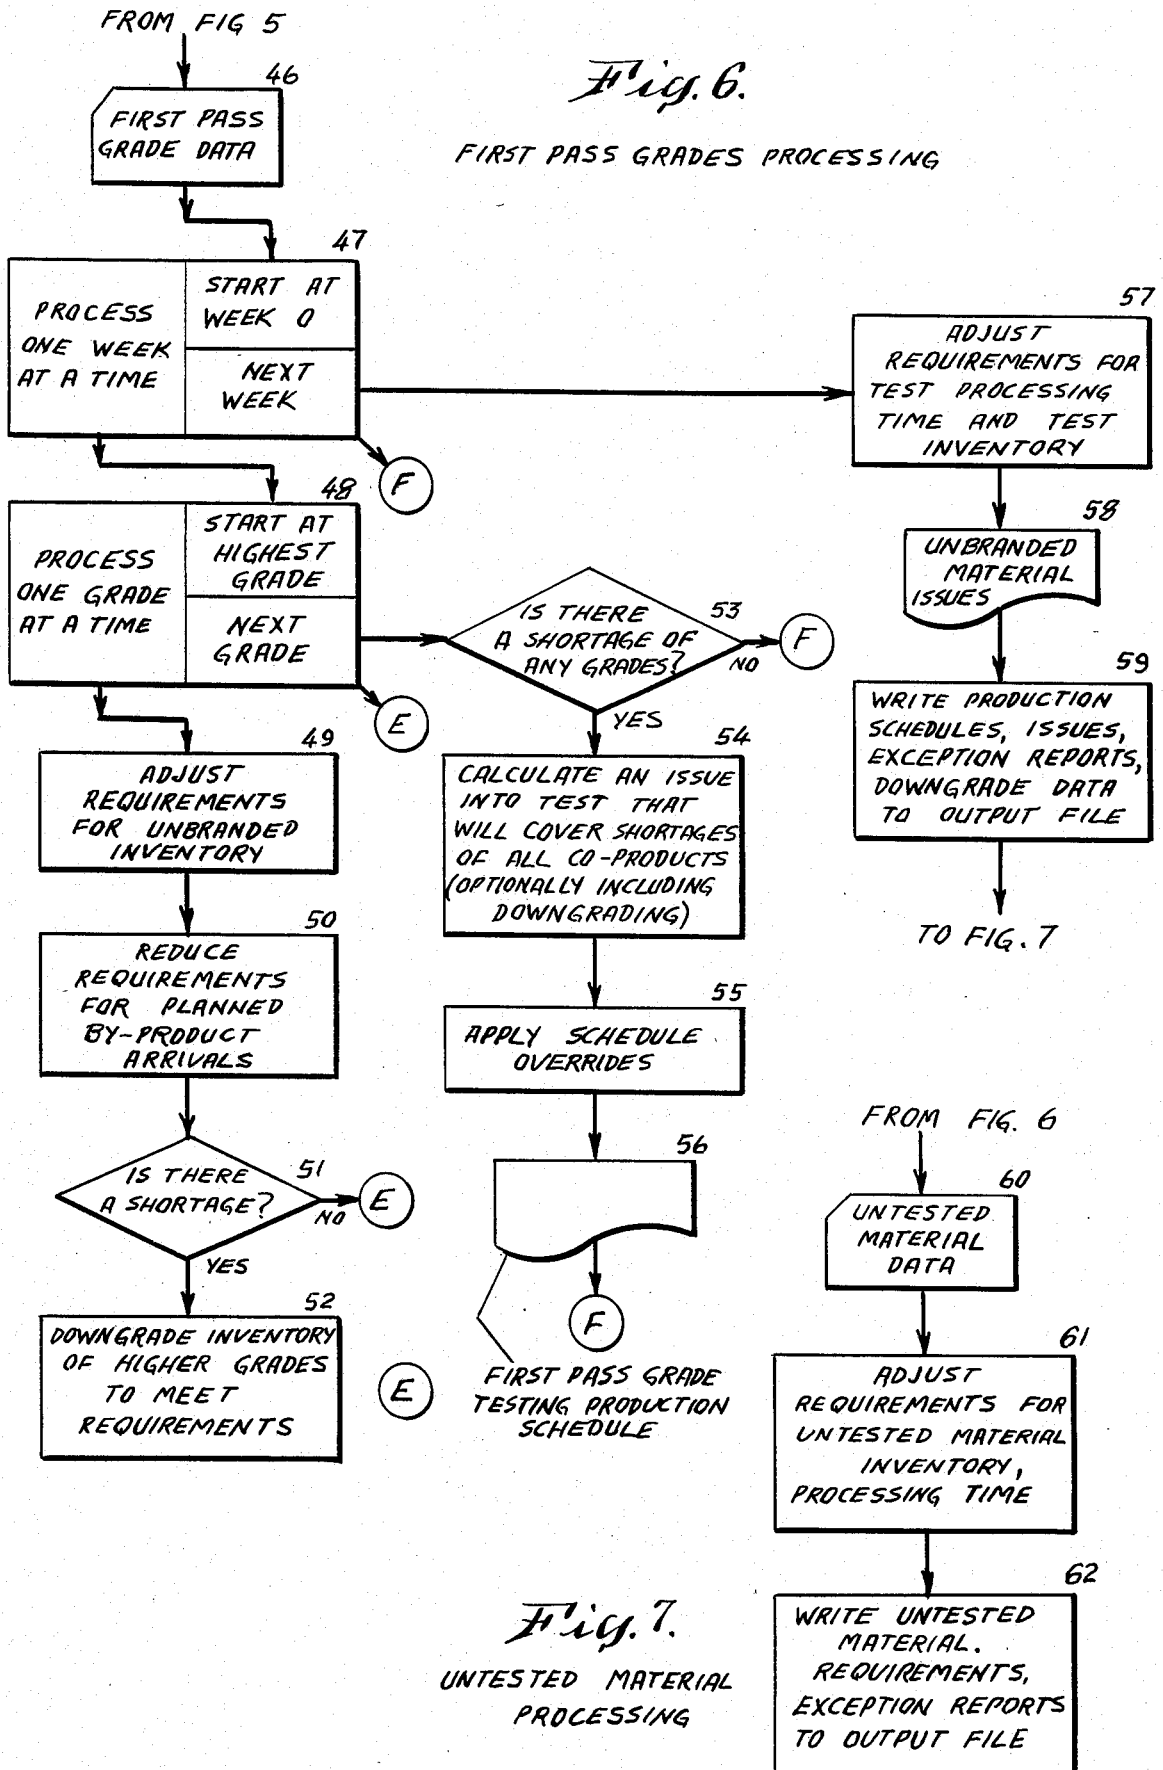 FROM FIG 5
46
FIRST PASS
GRADE DATA
Fig. 6.
FIRST PASS GRADES PROCESSING
47
PROCESS
ONE WEEK
AT A TIME
START AT
WEEK 0
NEXT
WEEK
F
48
PROCESS
ONE GRADE
AT A TIME
START AT
HIGHEST
GRADE
NEXT
GRADE
E
49
ADJUST
REQUIREMENTS
FOR UNBRANDED
INVENTORY
50
REDUCE
REQUIREMENTS
FOR PLANNED
BY-PRODUCT
ARRIVALS
51
IS THERE
A SHORTAGE?
NO
E
YES
52
DOWNGRADE INVENTORY
OF HIGHER GRADES
TO MEET
REQUIREMENTS
E
53
IS THERE
A SHORTAGE OF
ANY GRADES?
NO
F
YES
54
CALCULATE AN ISSUE
INTO TEST THAT
WILL COVER SHORTAGES
OF ALL CO-PRODUCTS
(OPTIONALLY INCLUDING
DOWNGRADING)
55
APPLY SCHEDULE
OVERRIDES
56
F
FIRST PASS GRADE
TESTING PRODUCTION
SCHEDULE
57
ADJUST
REQUIREMENTS FOR
TEST PROCESSING
TIME AND TEST
INVENTORY
58
UNBRANDED
MATERIAL
ISSUES
59
WRITE PRODUCTION
SCHEDULES, ISSUES,
EXCEPTION REPORTS,
DOWNGRADE DATA
TO OUTPUT FILE
TO FIG. 7
FROM FIG. 6
60
UNTESTED
MATERIAL
DATA
61
ADJUST
REQUIREMENTS FOR
UNTESTED MATERIAL
INVENTORY,
PROCESSING TIME
62
WRITE UNTESTED
MATERIAL.
REQUIREMENTS,
EXCEPTION REPORTS
TO OUTPUT FILE
Fig. 7.
UNTESTED MATERIAL
PROCESSING